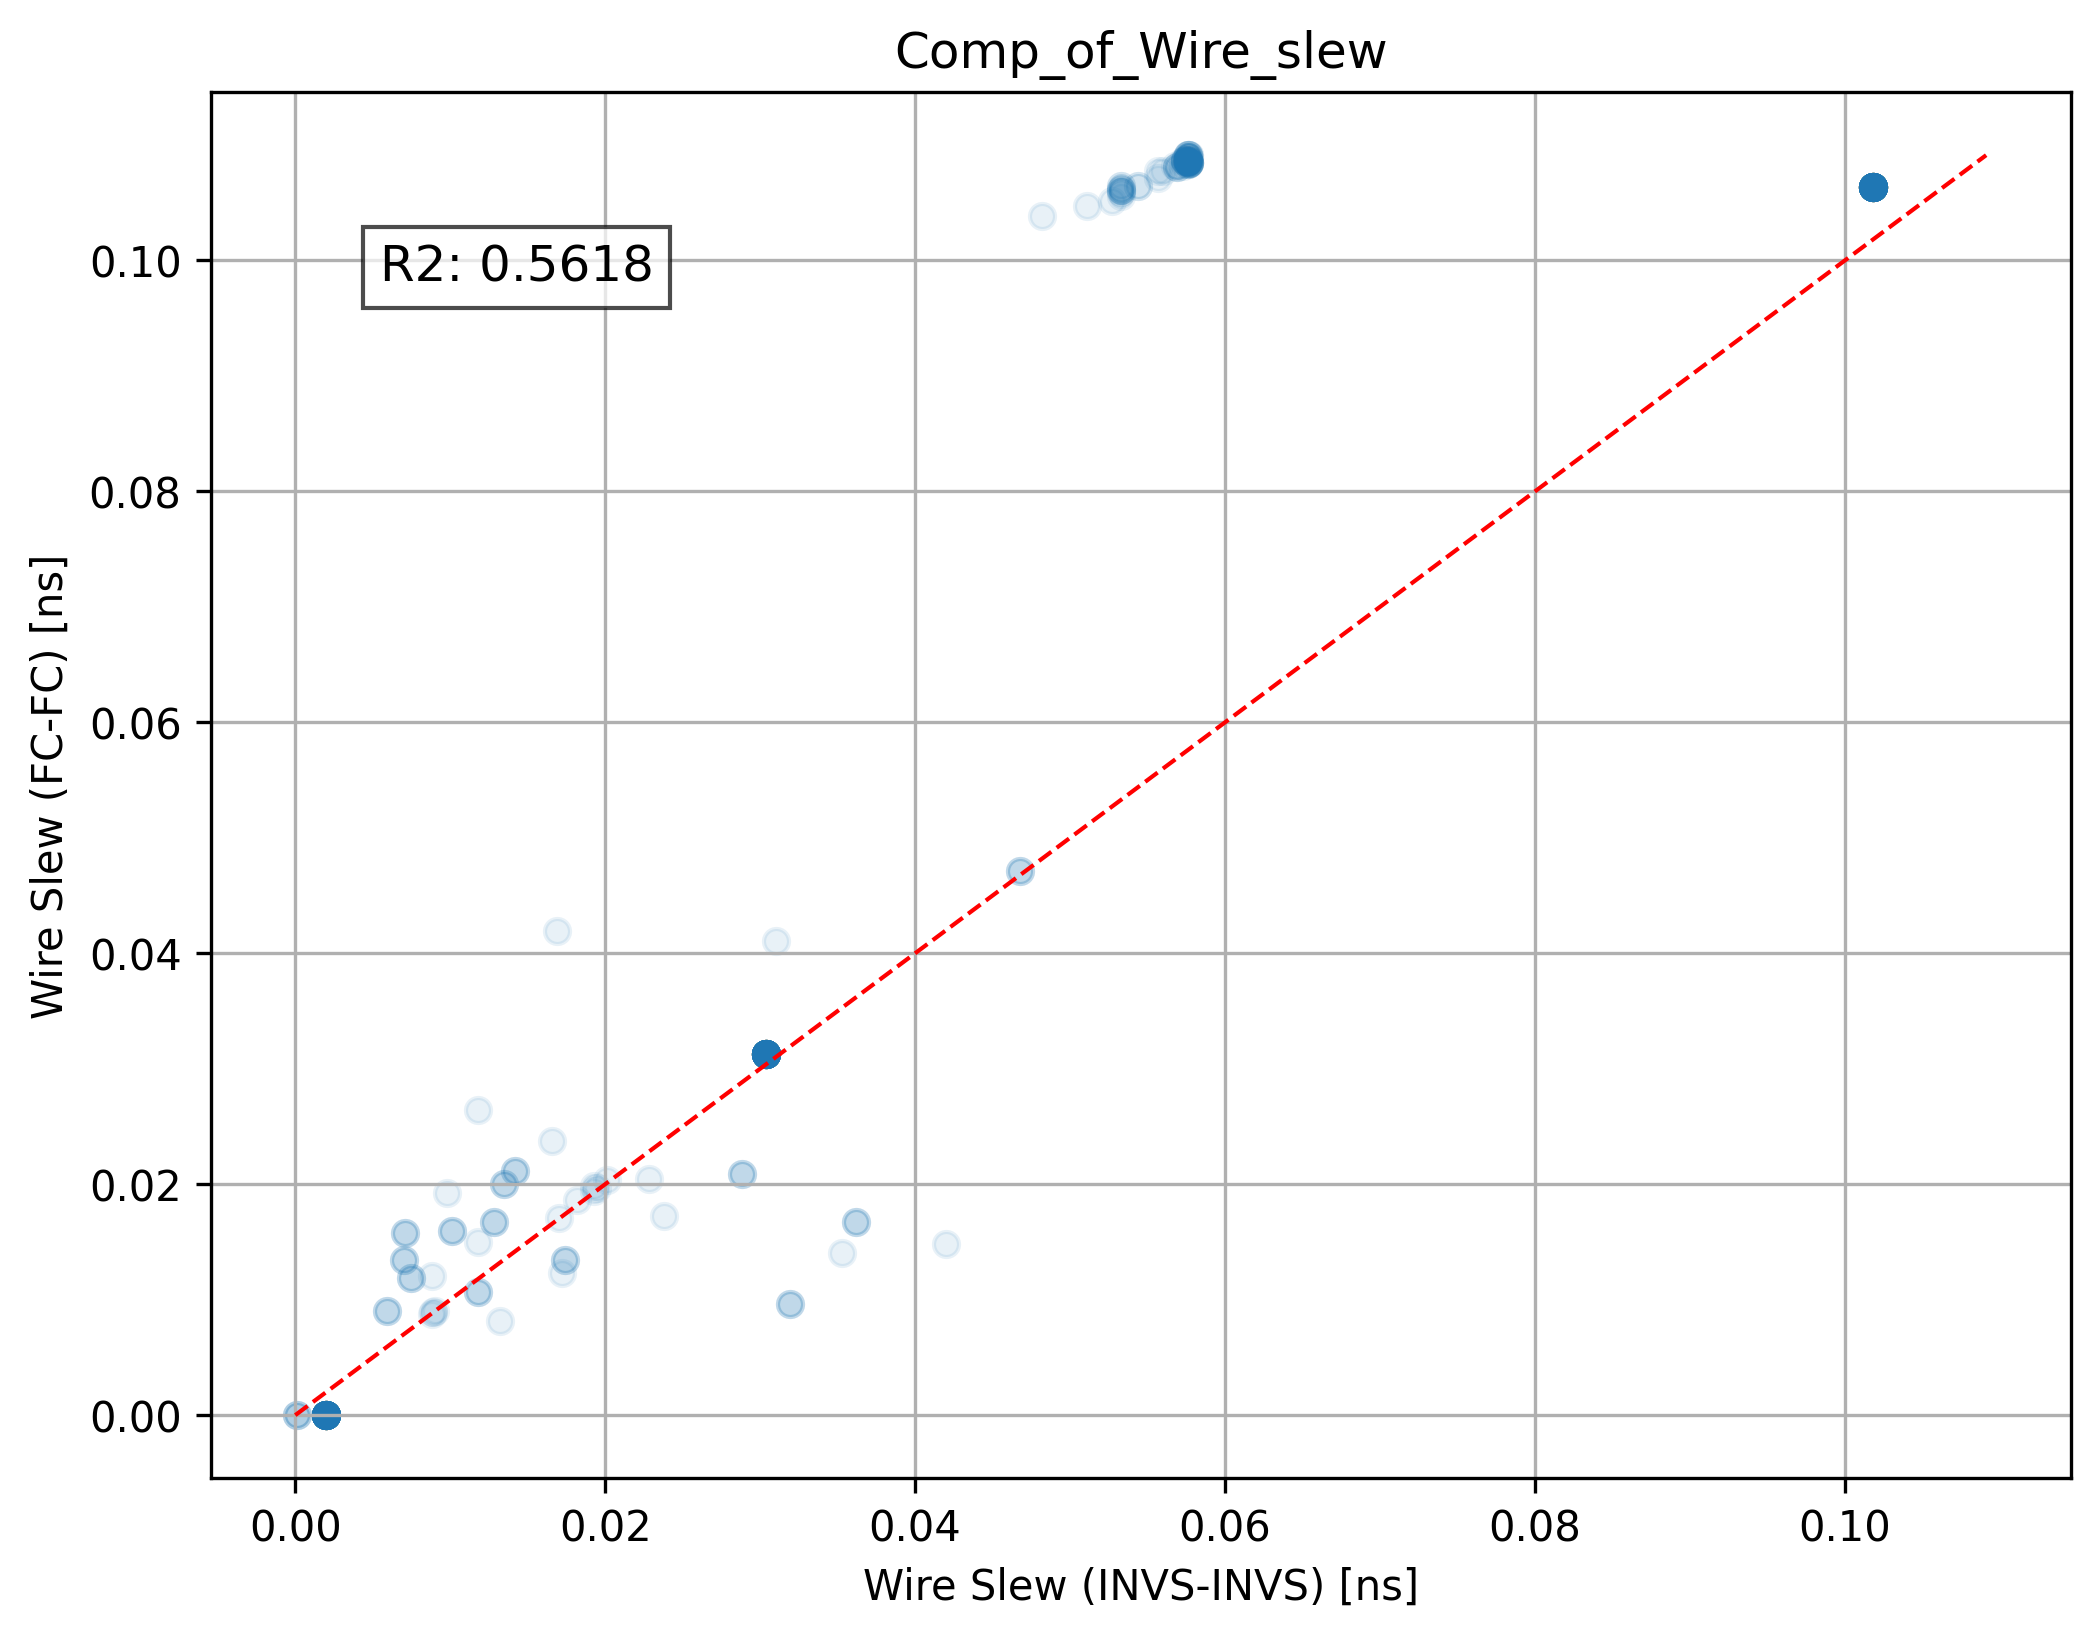 Comp_of_Wire_slew
R2: 0.5618
Wire Slew (FC-FC) [ns]
0.10
0.08
0.06
0.04
0.02
0.00
0.00 0.02 0.04 0.06 0.08 0.10
Wire Slew (INVS-INVS) [ns]